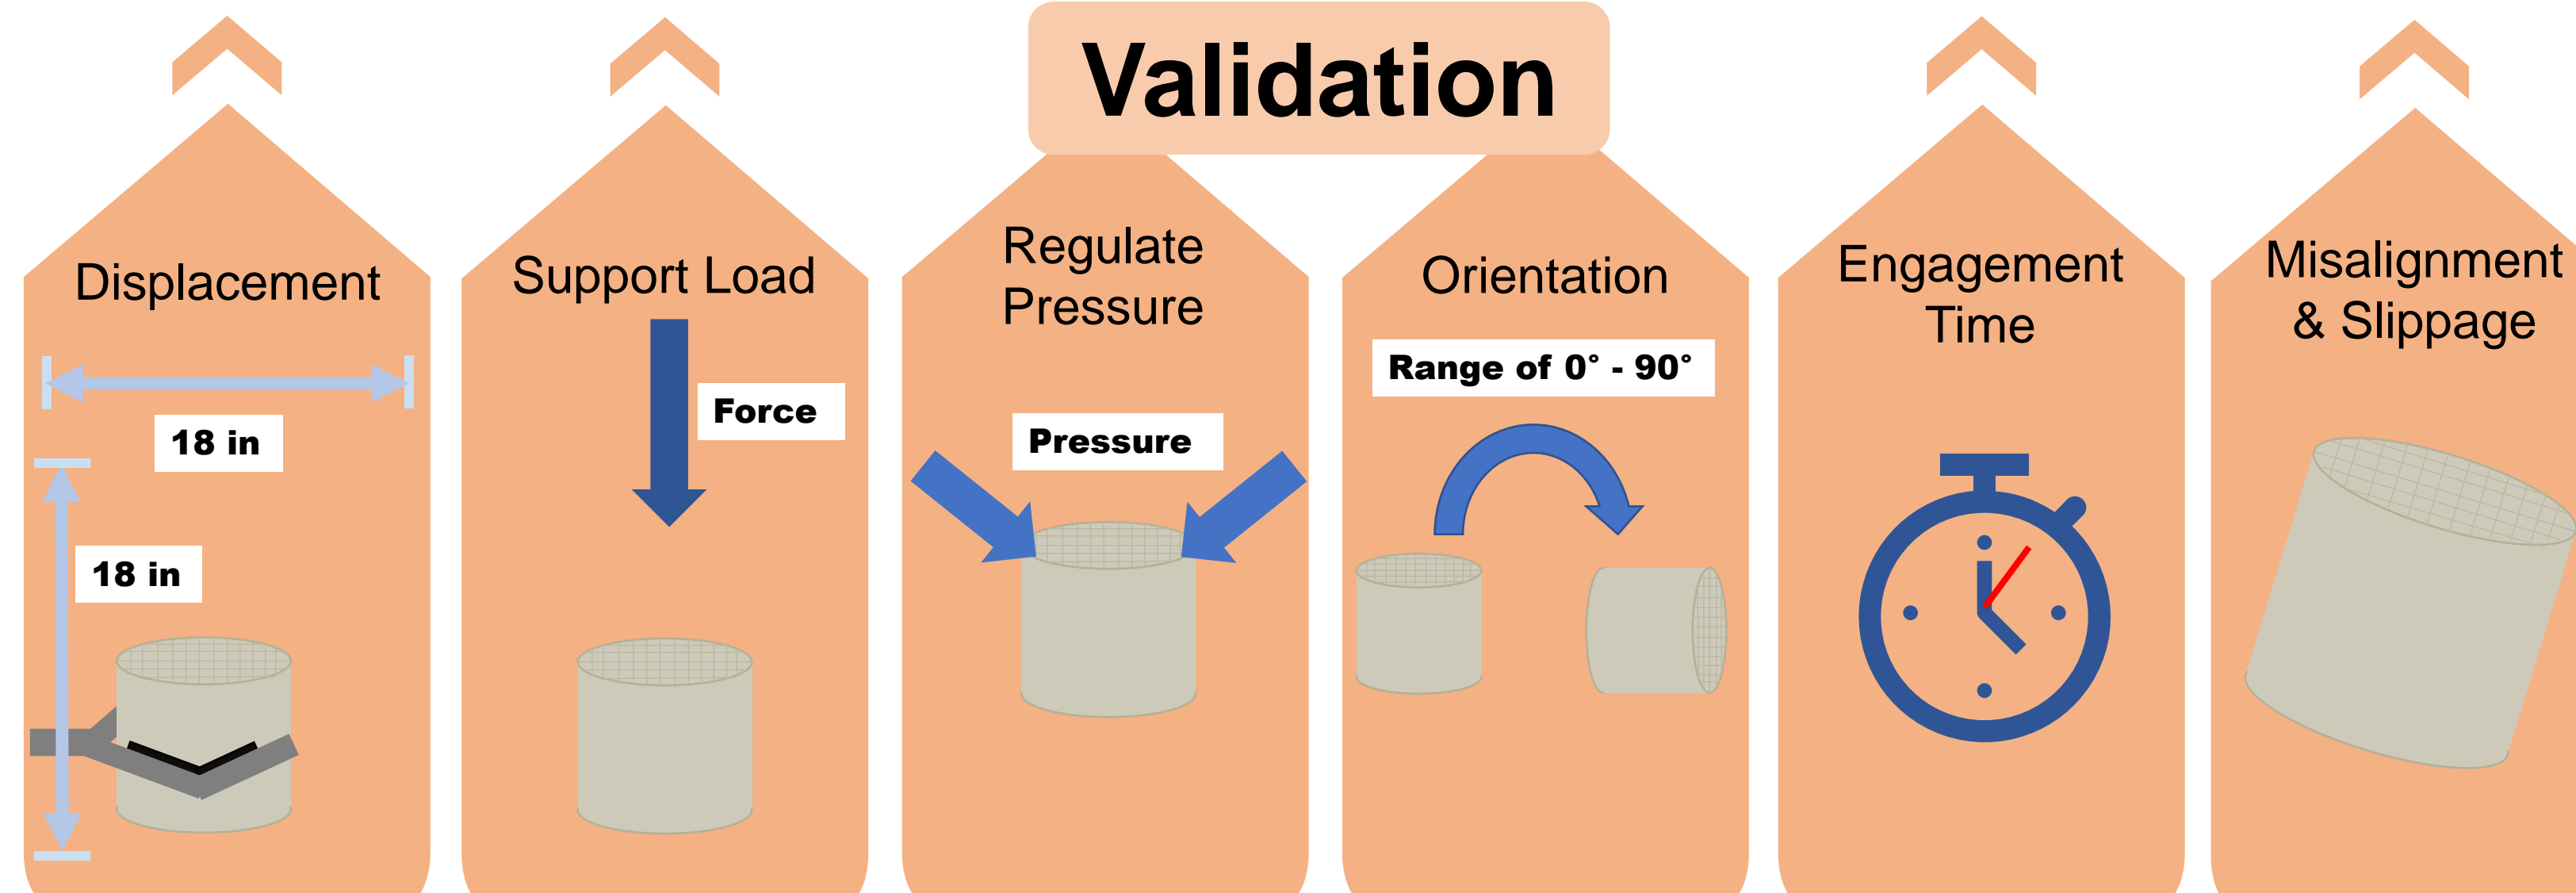 Validation
Displacement
18 in
18 in
Support Load
Force
Regulate
Pressure
Pressure
Orientation
Range of 0° - 90°
Engagement
Time
Misalignment
& Slippage